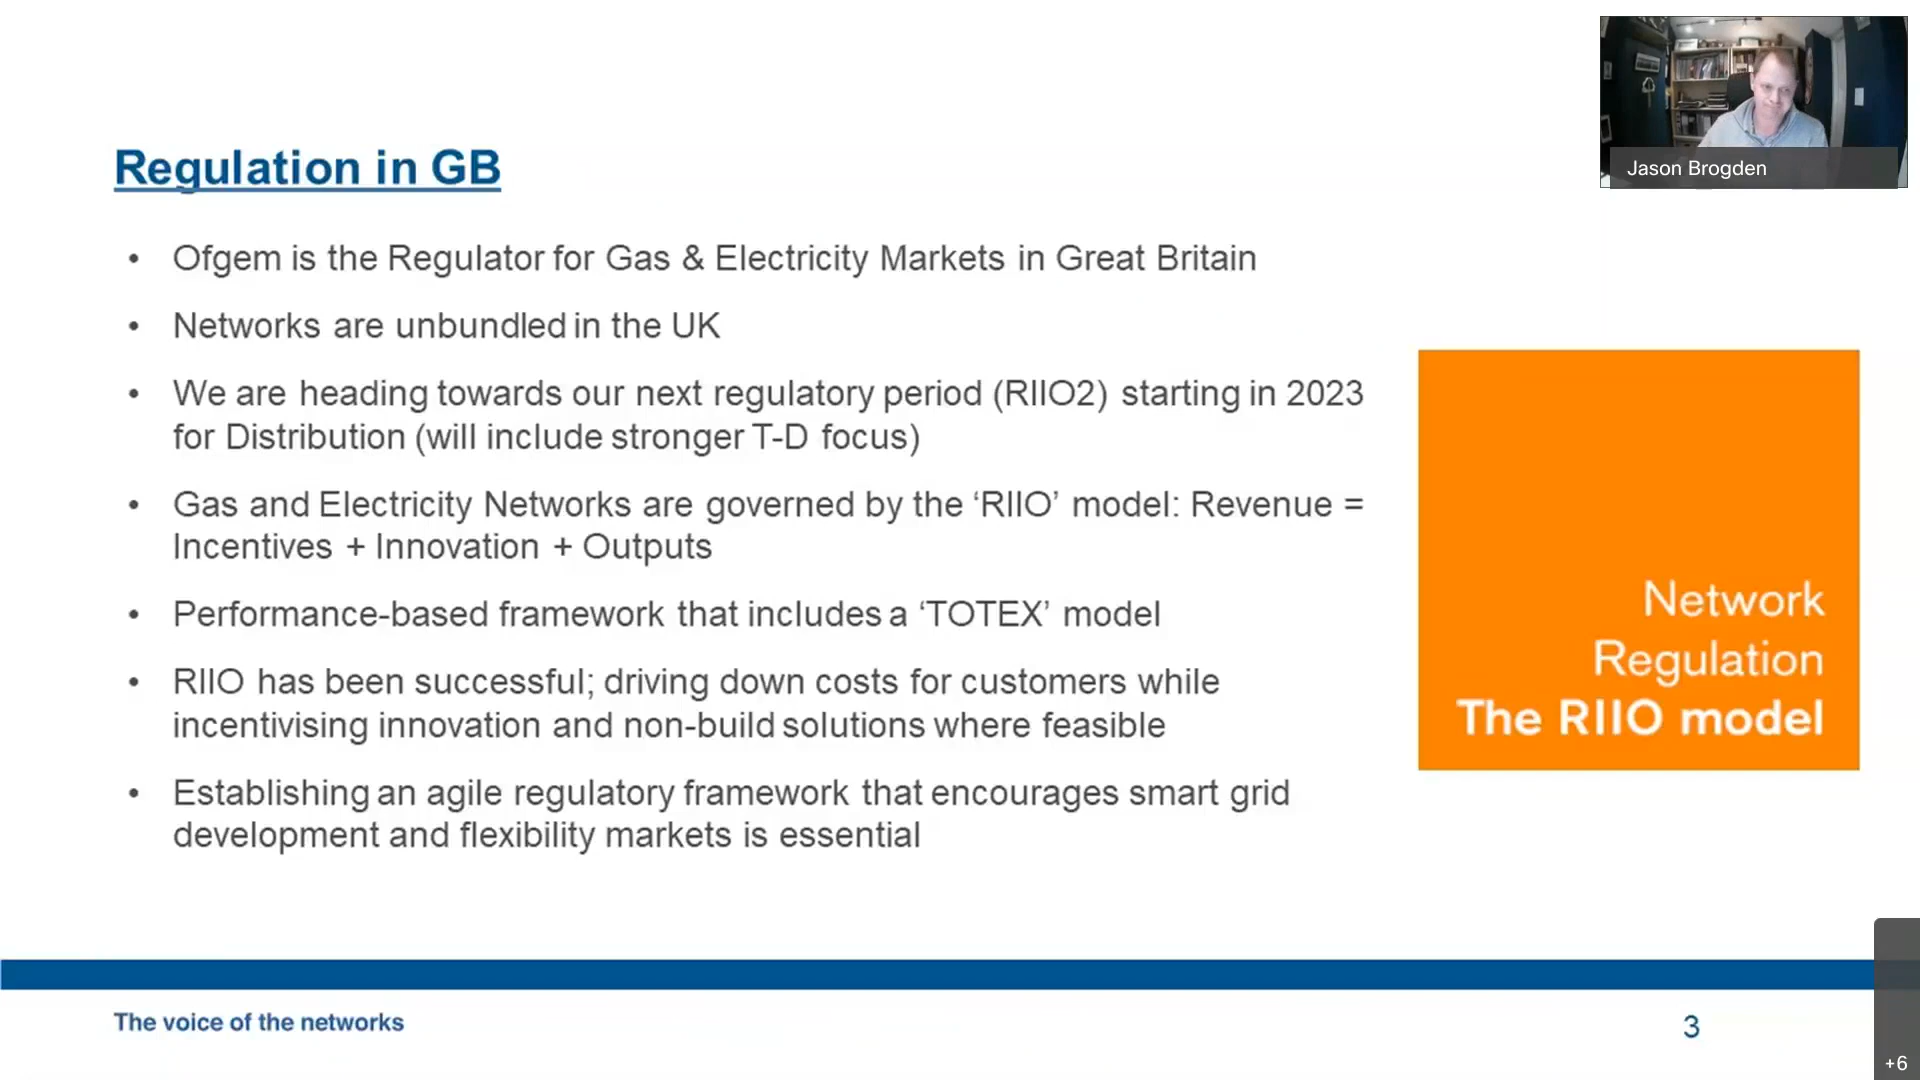 Jason Brogden
Regulation in GB
• Ofgem is the Regulator for Gas & Electricity Markets in Great Britain
• Networks are unbundled in the UK
• We are heading towards our next regulatory period (RIIO2) starting in 2023
for Distribution (will include stronger T-D focus)
• Gas and Electricity Networks are governed by the ‘RIIO’ model: Revenue =
Incentives + Innovation + Outputs
• Performance-based framework that includes a ‘TOTEX’ model
• RIIO has been successful; driving down costs for customers while
incentivising innovation and non-build solutions where feasible
• Establishing an agile regulatory framework that encourages smart grid
development and flexibility markets is essential
Network
Regulation
The RIIO model
The voice of the networks
3
+6